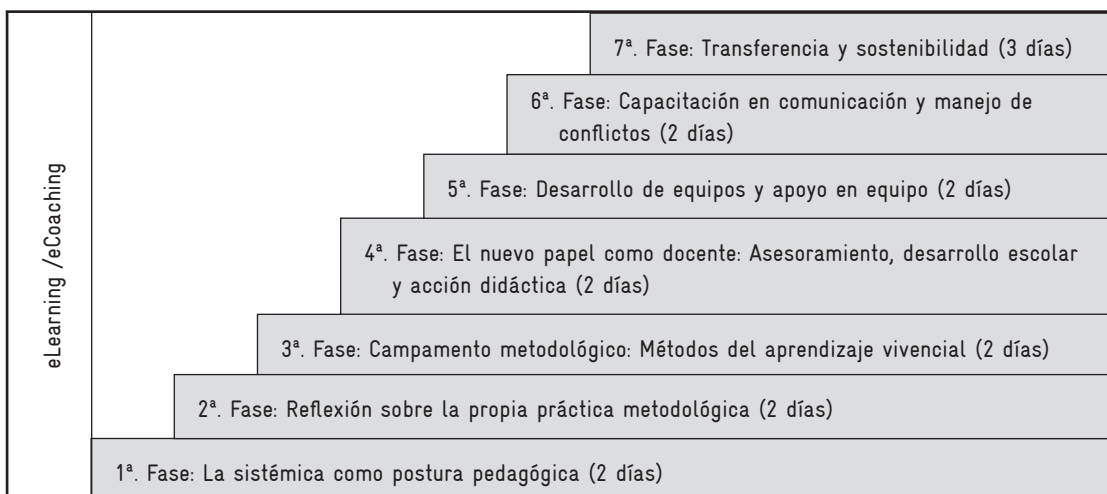 7ª. Fase: Transferencia y sostenibilidad (3 días)
6ª. Fase: Capacitación en comunicación y manejo de
conflictos (2 días)
5ª. Fase: Desarrollo de equipos y apoyo en equipo (2 días)
4ª. Fase: El nuevo papel como docente: Asesoramiento, desarrollo escolar
y acción didáctica (2 días)
3ª. Fase: Campamento metodológico: Métodos del aprendizaje vivencial (2 días)
2ª. Fase: Reflexión sobre la propia práctica metodológica (2 días)
1ª. Fase: La sistémica como postura pedagógica (2 días)
eLearning /eCoaching